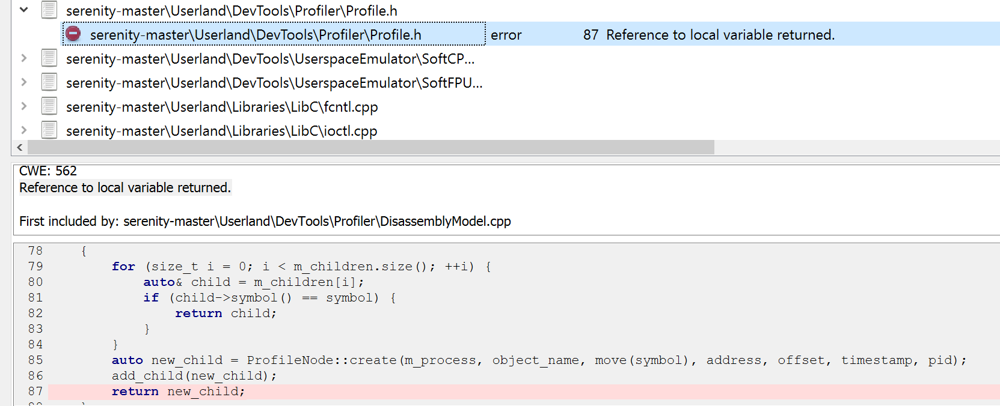 serenity-master\Userland\DevTools\Profiler\Profile.h
serenity-master\Userland\DevTools\Profiler\Profile.h error 87 Reference to local variable returned.
serenity-master\Userland\DevTools\UserspaceEmulator\SoftCP...
serenity-master\Userland\DevTools\UserspaceEmulator\SoftFPU...
serenity-master\Userland\Libraries\LibC\fcntl.cpp
serenity-master\Userland\Libraries\LibC\ioctl.cpp
CWE: 562
Reference to local variable returned.
First included by: serenity-master\Userland\DevTools\Profiler\DisassemblyModel.cpp
78 {
79 for (size_t i = 0; i < m_children.size(); ++i) {
80 auto& child = m_children[i];
81 if (child->symbol() == symbol) {
82 return child;
83 }
84 }
85 auto new_child = ProfileNode::create(m_process, object_name, move(symbol), address, offset, timestamp, pid);
86 add_child(new_child);
87 return new_child;